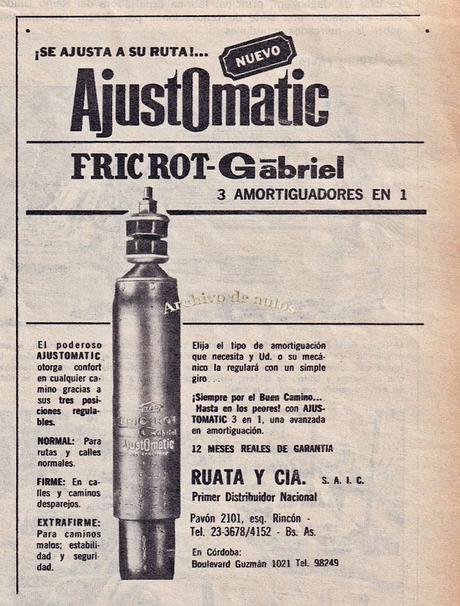 ¡SE AJUSTA A SU RUTA!...
NUEVO
AjustOmatic
FRIC ROT-Gabriel
3 AMORTIGUADORES EN 1
Archivo de autos
El poderoso
AJUSTOMATIC
otorga confort
en cualquier ca-
mino gracias a
sus tres posi-
ciones regula-
bles.
NORMAL: Para
rutas y calles
normales.
FIRME: En ca-
lles y caminos
desparejos.
EXTRAFIRME:
Para caminos
malos; estabili-
dad y seguri-
dad.
FRIC ROT
Gabriel
AjustOmatic
Elija el tipo de amortiguación
que necesita y Ud. o su mecá-
nico la regulará con un simple
giro...
¡Siempre por el Buen Camino...
Hasta en los peores! con AJUS-
TOMATIC 3 en 1, una avanzada
en amortiguación.
12 MESES REALES DE GARANTIA
RUATA Y CIA. S. A. I. C.
Primer Distribuidor Nacional
Pavón 2101, esq. Rincón -
Tel. 23-3678/4152 - Bs. As.
En Córdoba:
Boulevard Guzmán 1021 Tel. 98249